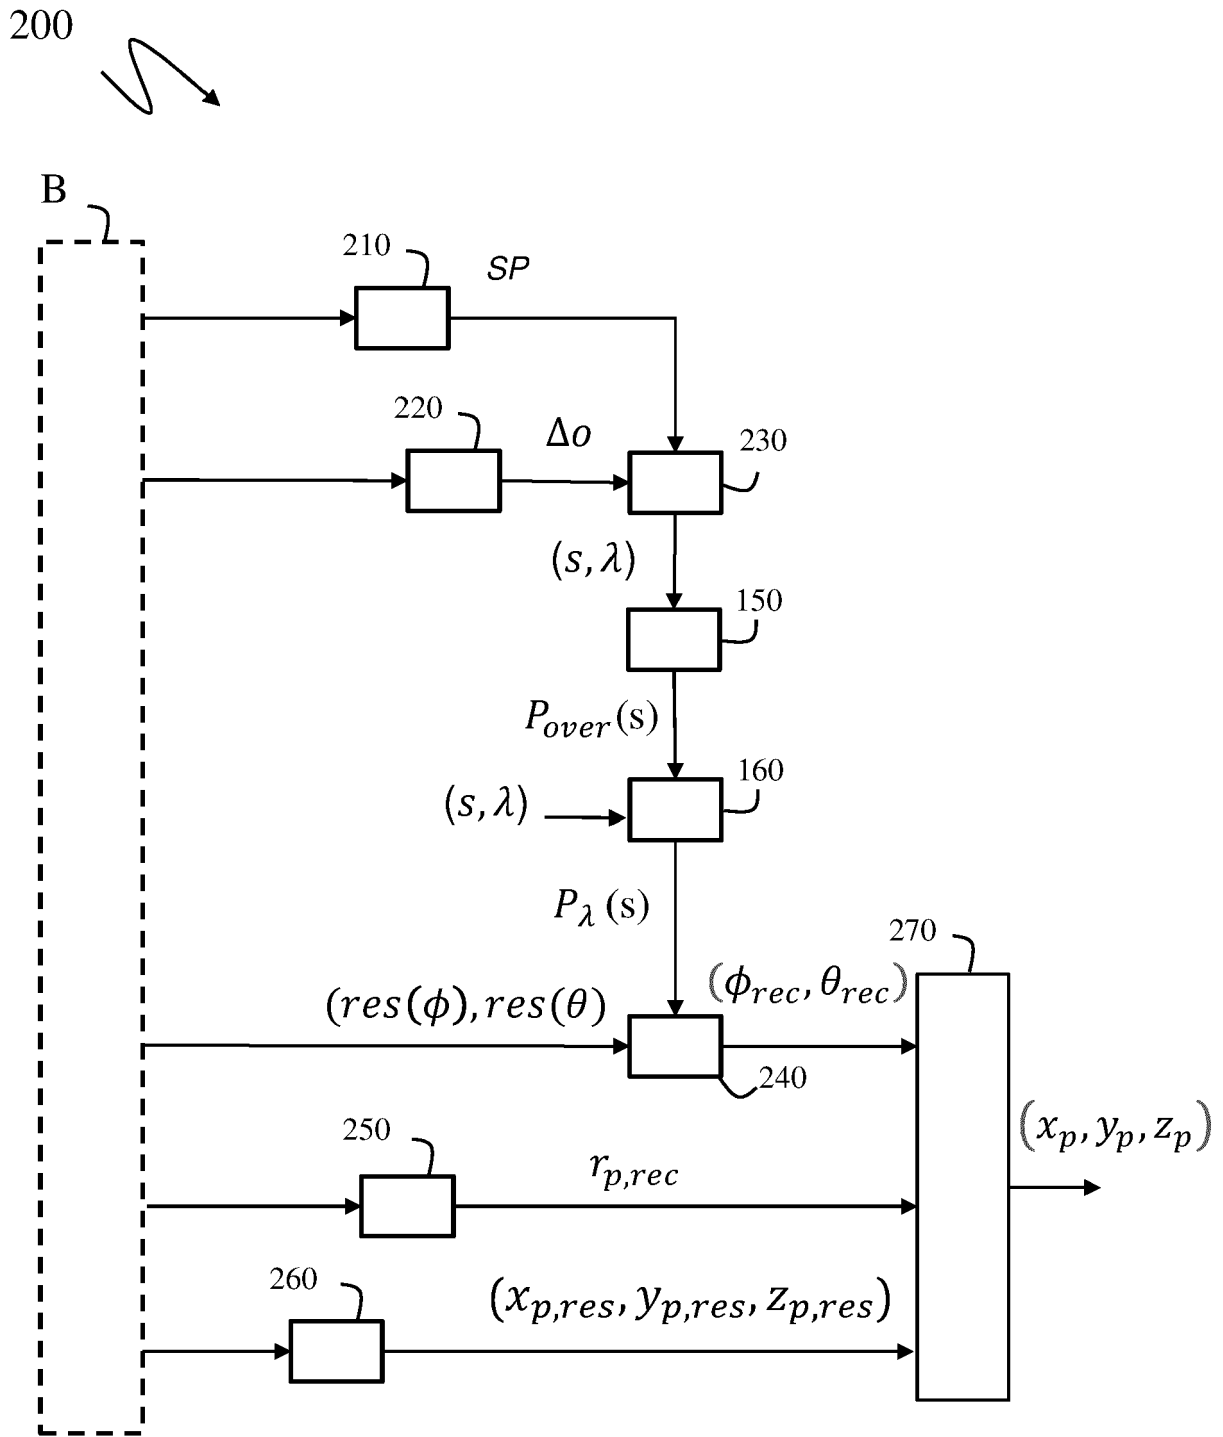 200
B
210
SP
220
Δo
230
(s, λ)
150
P_over(s)
160
(s, λ)
P_λ(s)
270
(ϕ_rec, θ_rec)
(res(ϕ), res(θ)
240
250
(x_p, y_p, z_p)
r_p,rec
260
(x_p,res, y_p,res, z_p,res)